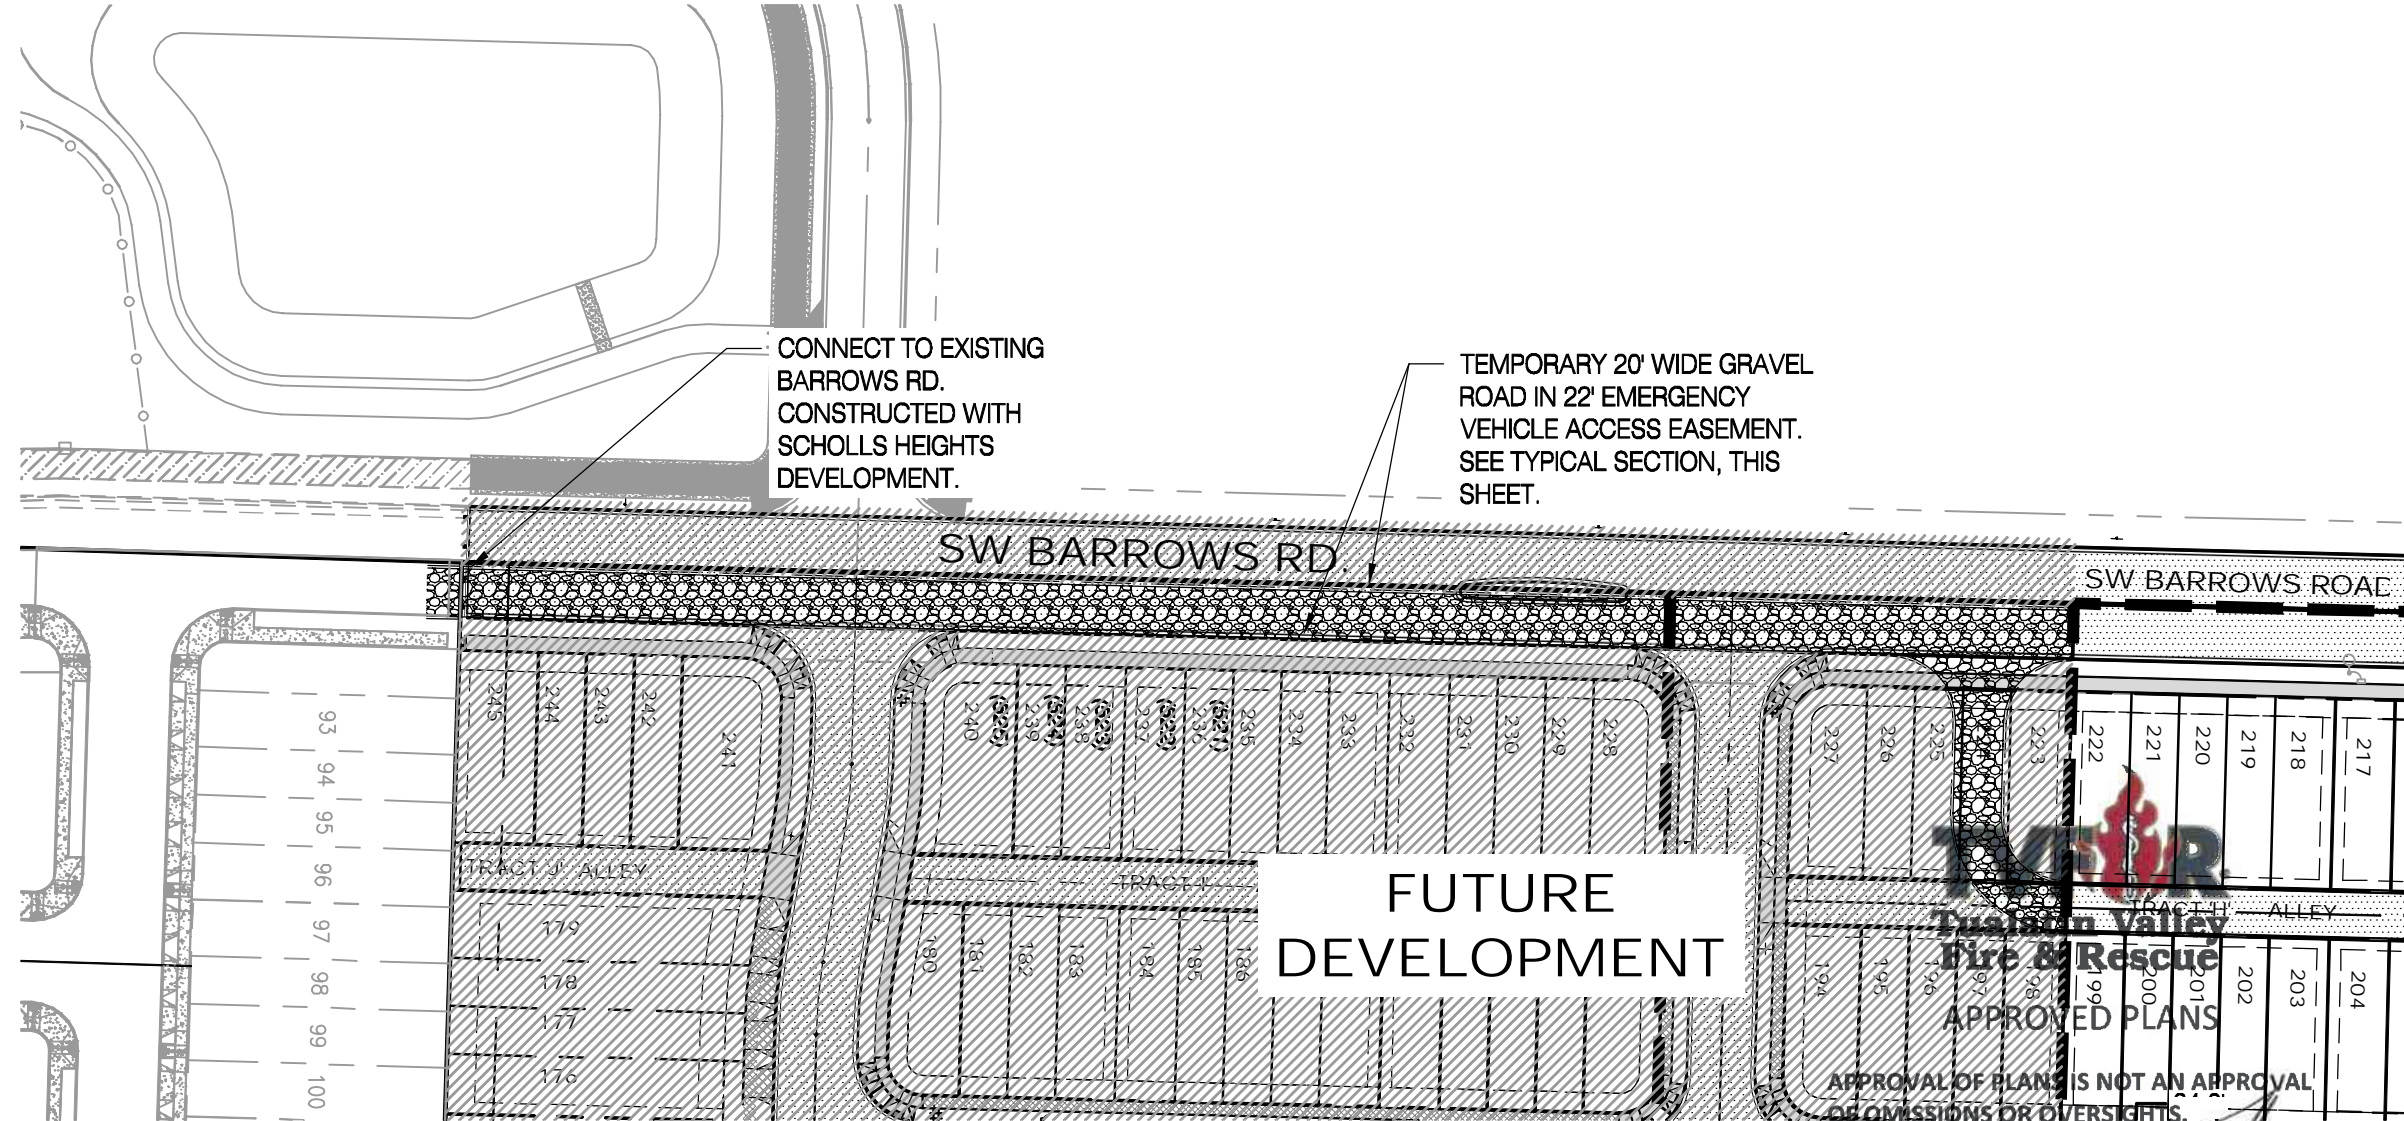 CONNECT TO EXISTING
BARROWS RD.
CONSTRUCTED WITH
SCHOLLS HEIGHTS
DEVELOPMENT.
TEMPORARY 20' WIDE GRAVEL
ROAD IN 22' EMERGENCY
VEHICLE ACCESS EASEMENT.
SEE TYPICAL SECTION, THIS
SHEET.
SW BARROWS RD.
SW BARROWS ROAD
93
94
95
96
97
98
99
100
245
244
243
242
241
240
(525)
239
(524)
238
(523)
237
(522)
236
(521)
235
234
233
232
231
230
229
228
227
226
225
223
222
221
220
219
218
217
TRACT 'J' ALLEY
TRACT 'I'
TRACT 'H' ALLEY
FUTURE
DEVELOPMENT
179
178
177
176
180
181
182
183
184
185
186
194
195
196
197
198
199
200
201
202
203
204
TVF&R
Tualatin Valley
Fire & Rescue
APPROVED PLANS
APPROVAL OF PLANS IS NOT AN APPROVAL
OF OMISSIONS OR OVERSIGHTS.